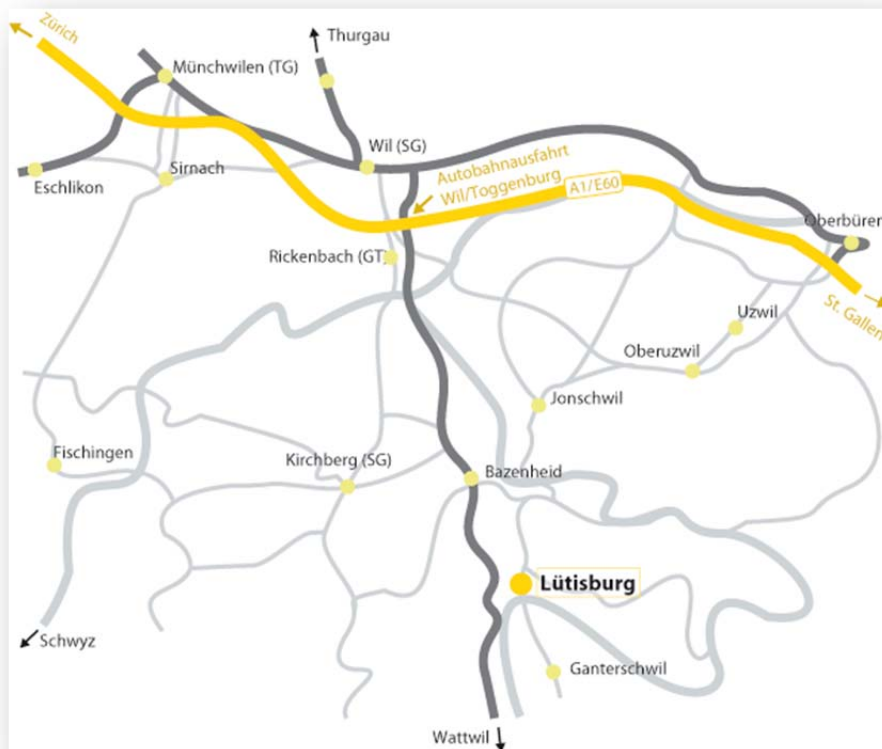 Zürich
Thurgau
Münchwilen (TG)
Wil (SG)
Autobahnausfahrt
Wil/Toggenburg
A1/E60
Sirnach
Eschlikon
Oberbüren
Rickenbach (GT)
St. Gallen
Uzwil
Oberuzwil
Jonschwil
Fischingen
Kirchberg (SG)
Bazenheid
Lütisburg
Schwyz
Ganterschwil
Wattwil